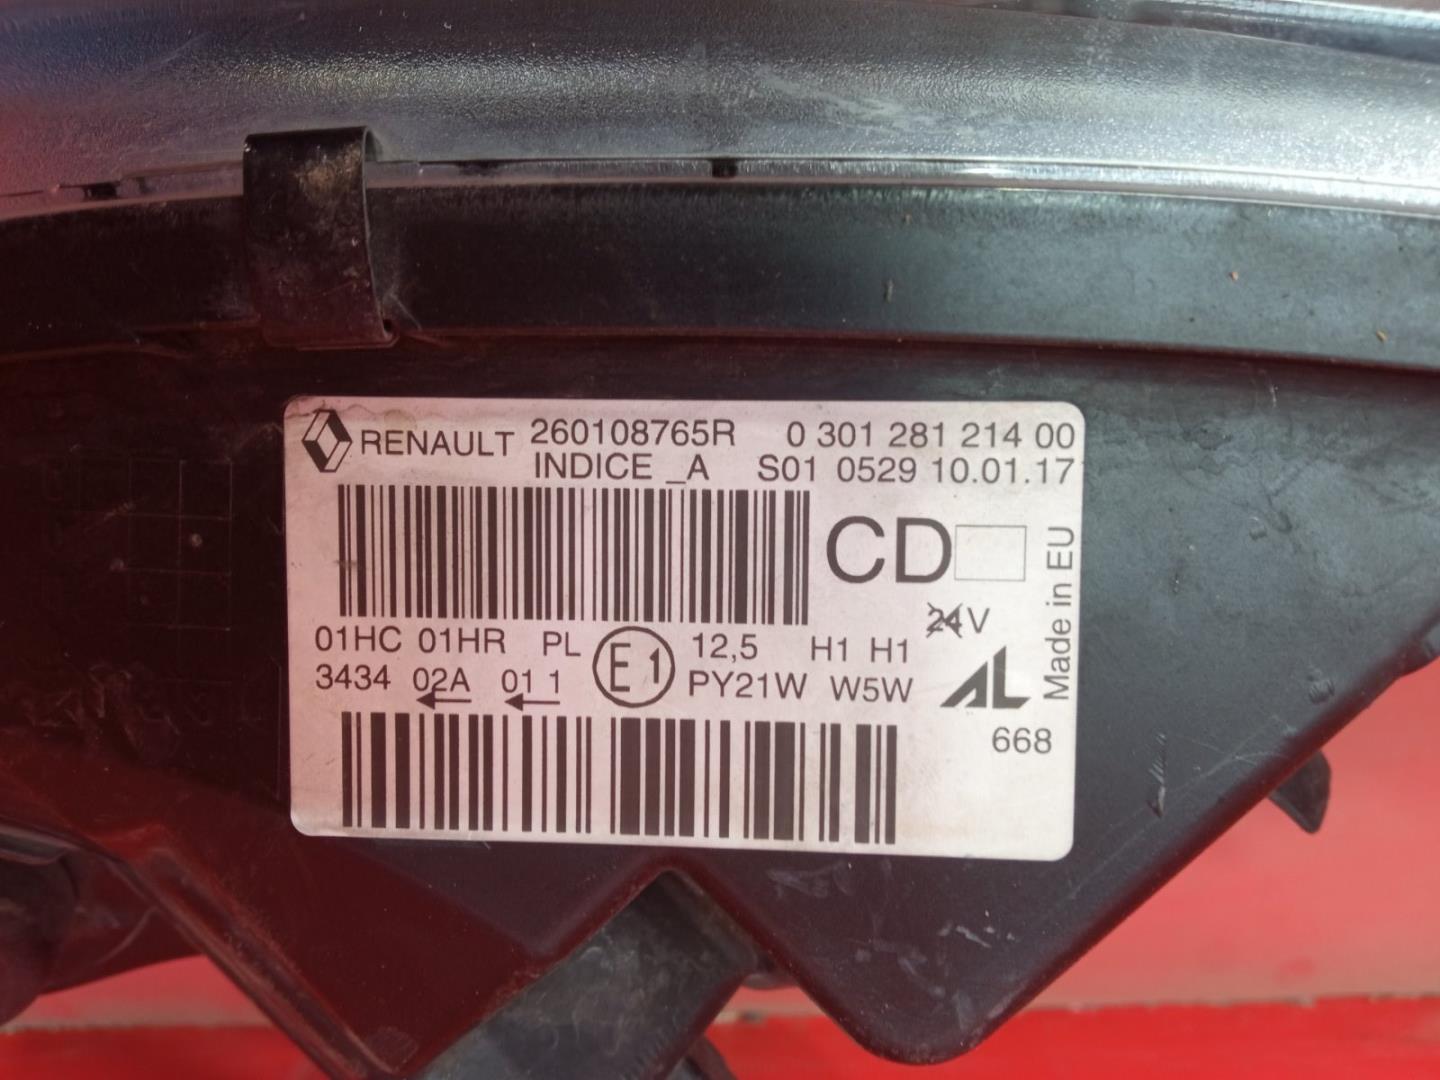 RENAULT 260108765R 0 301 281 214 00
INDICE _A S01 0529 10.01.17
CD
Made in EU
24V
01HC 01HR PL E1 12,5 H1 H1
3434 02A 01 1 PY21W W5W
AL
668